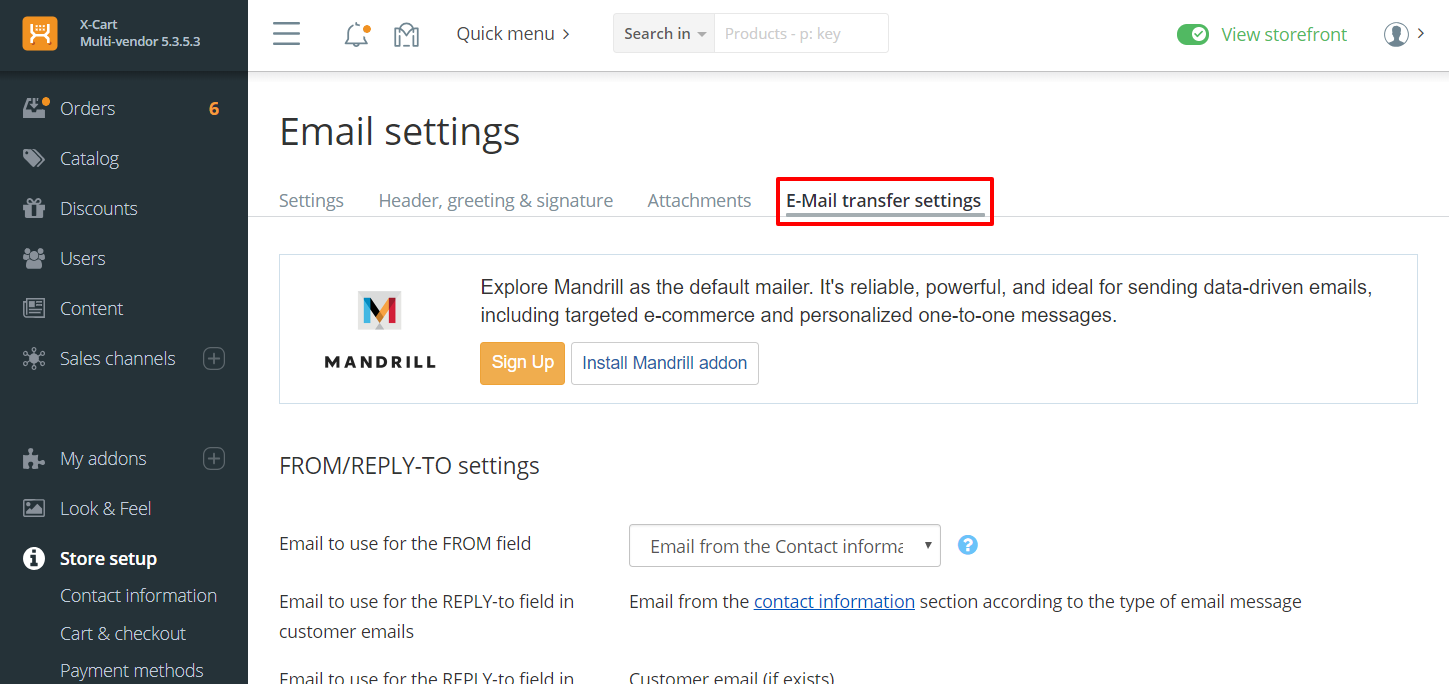 X-Cart
Multi-vendor 5.3.5.3
Quick menu
Search in
Products - p: key
View storefront
Orders 6
Catalog
Discounts
Users
Content
Sales channels
My addons
Look & Feel
Store setup
Contact information
Cart & checkout
Payment methods
Email settings
Settings
Header, greeting & signature
Attachments
E-Mail transfer settings
MANDRILL
Explore Mandrill as the default mailer. It's reliable, powerful, and ideal for sending data-driven emails,
including targeted e-commerce and personalized one-to-one messages.
Sign Up
Install Mandrill addon
FROM/REPLY-TO settings
Email to use for the FROM field
Email from the Contact informa
?
Email to use for the REPLY-to field in
customer emails
Email from the contact information section according to the type of email message
Email to use for the REPLY-to field in
Customer email (if exists)